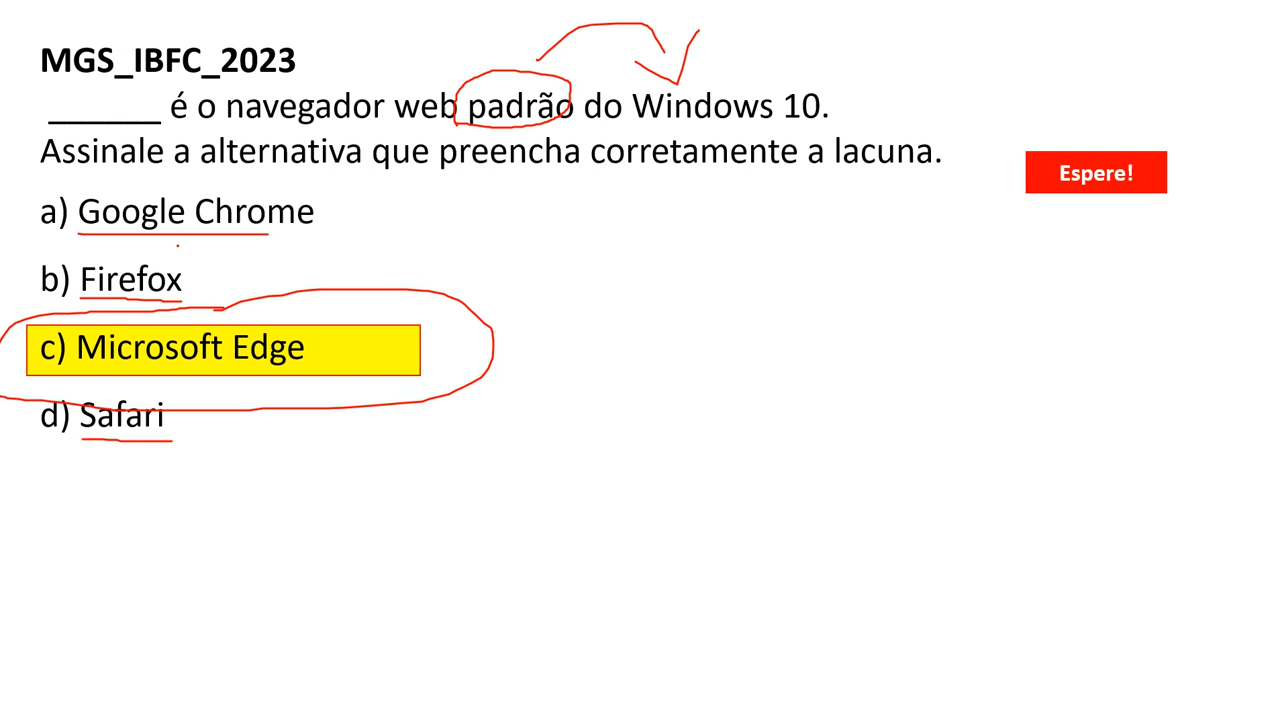 MGS_IBFC_2023
______ é o navegador web padrão do Windows 10.
Assinale a alternativa que preencha corretamente a lacuna.
Espere!
a) Google Chrome
b) Firefox
c) Microsoft Edge
d) Safari